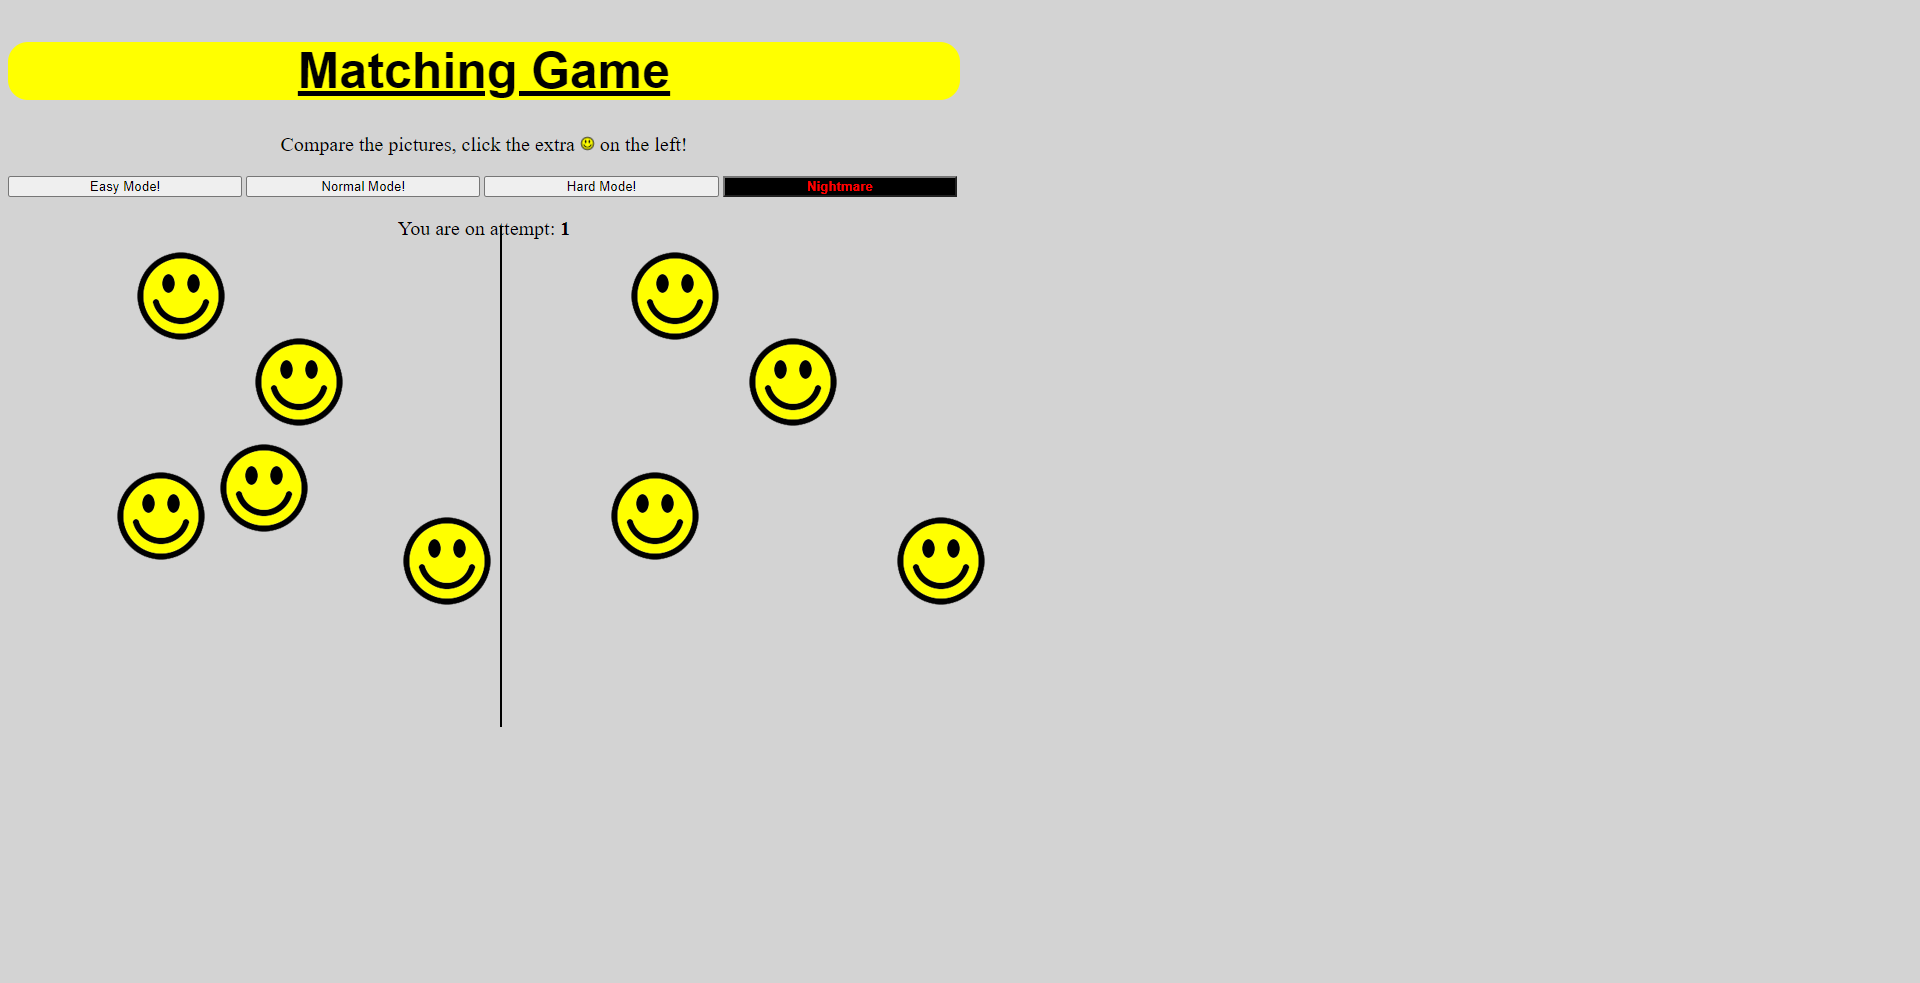 Matching Game
Compare the pictures, click the extra on the left!
Easy Mode! Normal Mode! Hard Mode! Nightmare
You are on attempt: 1